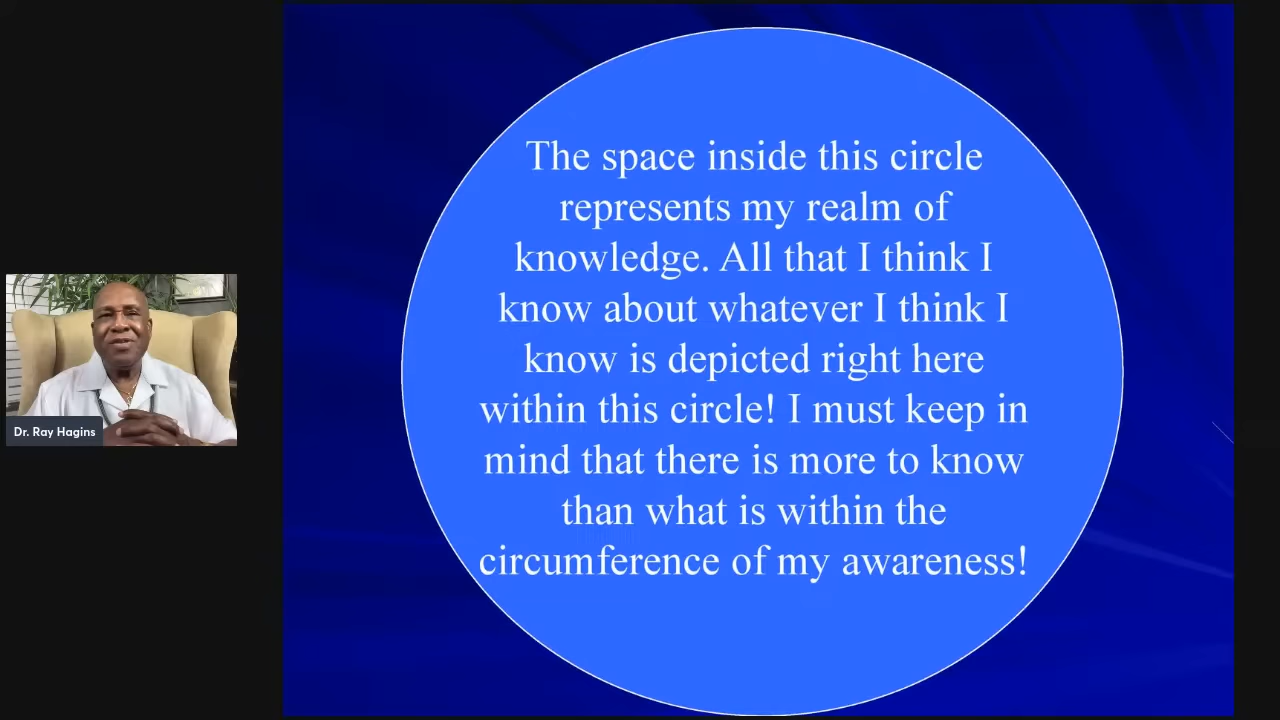 The space inside this circle
represents my realm of
knowledge. All that I think I
know about whatever I think I
know is depicted right here
within this circle! I must keep in
mind that there is more to know
than what is within the
circumference of my awareness!
Dr. Ray Hagins